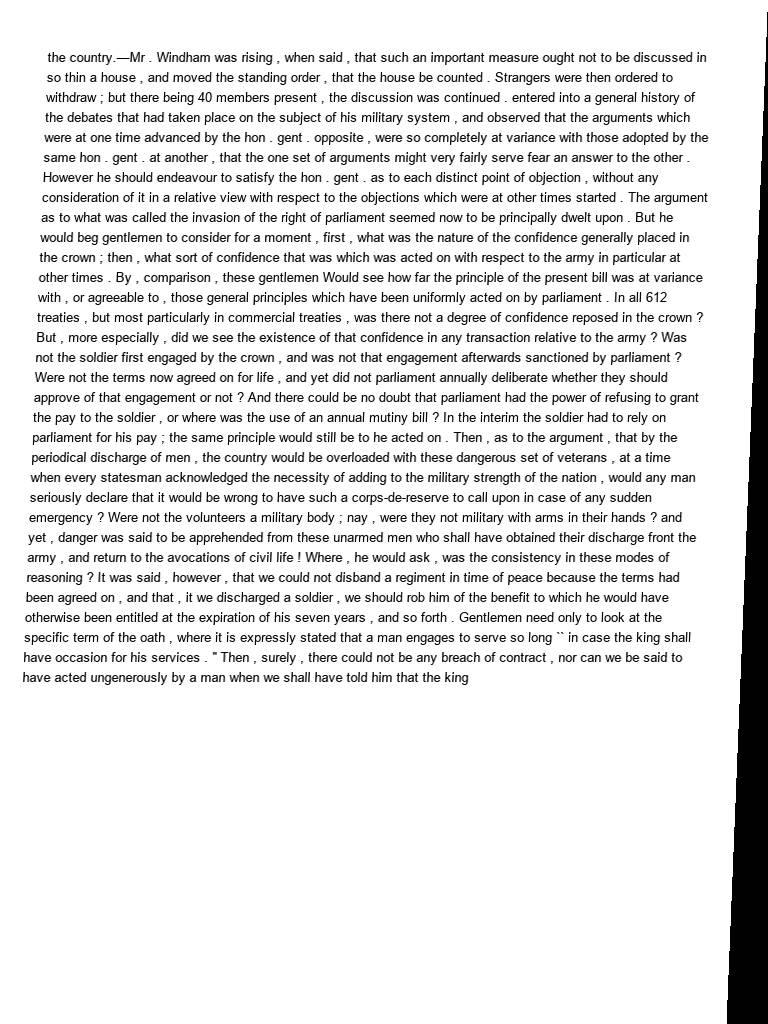 the country.—Mr . Windham was rising , when said , that such an important measure ought not to be discussed in
so thin a house , and moved the standing order , that the house be counted . Strangers were then ordered to
withdraw ; but there being 40 members present , the discussion was continued . entered into a general history of
the debates that had taken place on the subject of his military system , and observed that the arguments which
were at one time advanced by the hon . gent . opposite , were so completely at variance with those adopted by the
same hon . gent . at another , that the one set of arguments might very fairly serve fear an answer to the other .
However he should endeavour to satisfy the hon . gent . as to each distinct point of objection , without any
consideration of it in a relative view with respect to the objections which were at other times started . The argument
as to what was called the invasion of the right of parliament seemed now to be principally dwelt upon . But he
would beg gentlemen to consider for a moment , first , what was the nature of the confidence generally placed in
the crown ; then , what sort of confidence that was which was acted on with respect to the army in particular at
other times . By , comparison , these gentlemen Would see how far the principle of the present bill was at variance
with , or agreeable to , those general principles which have been uniformly acted on by parliament . In all 612
treaties , but most particularly in commercial treaties , was there not a degree of confidence reposed in the crown ?
But , more especially , did we see the existence of that confidence in any transaction relative to the army ? Was
not the soldier first engaged by the crown , and was not that engagement afterwards sanctioned by parliament ?
Were not the terms now agreed on for life , and yet did not parliament annually deliberate whether they should
approve of that engagement or not ? And there could be no doubt that parliament had the power of refusing to grant
the pay to the soldier , or where was the use of an annual mutiny bill ? In the interim the soldier had to rely on
parliament for his pay ; the same principle would still be to he acted on . Then , as to the argument , that by the
periodical discharge of men , the country would be overloaded with these dangerous set of veterans , at a time
when every statesman acknowledged the necessity of adding to the military strength of the nation , would any man
seriously declare that it would be wrong to have such a corps-de-reserve to call upon in case of any sudden
emergency ? Were not the volunteers a military body ; nay , were they not military with arms in their hands ? and
yet , danger was said to be apprehended from these unarmed men who shall have obtained their discharge front the
army , and return to the avocations of civil life ! Where , he would ask , was the consistency in these modes of
reasoning ? It was said , however , that we could not disband a regiment in time of peace because the terms had
been agreed on , and that , it we discharged a soldier , we should rob him of the benefit to which he would have
otherwise been entitled at the expiration of his seven years , and so forth . Gentlemen need only to look at the
specific term of the oath , where it is expressly stated that a man engages to serve so long `` in case the king shall
have occasion for his services . " Then , surely , there could not be any breach of contract , nor can we be said to
have acted ungenerously by a man when we shall have told him that the king